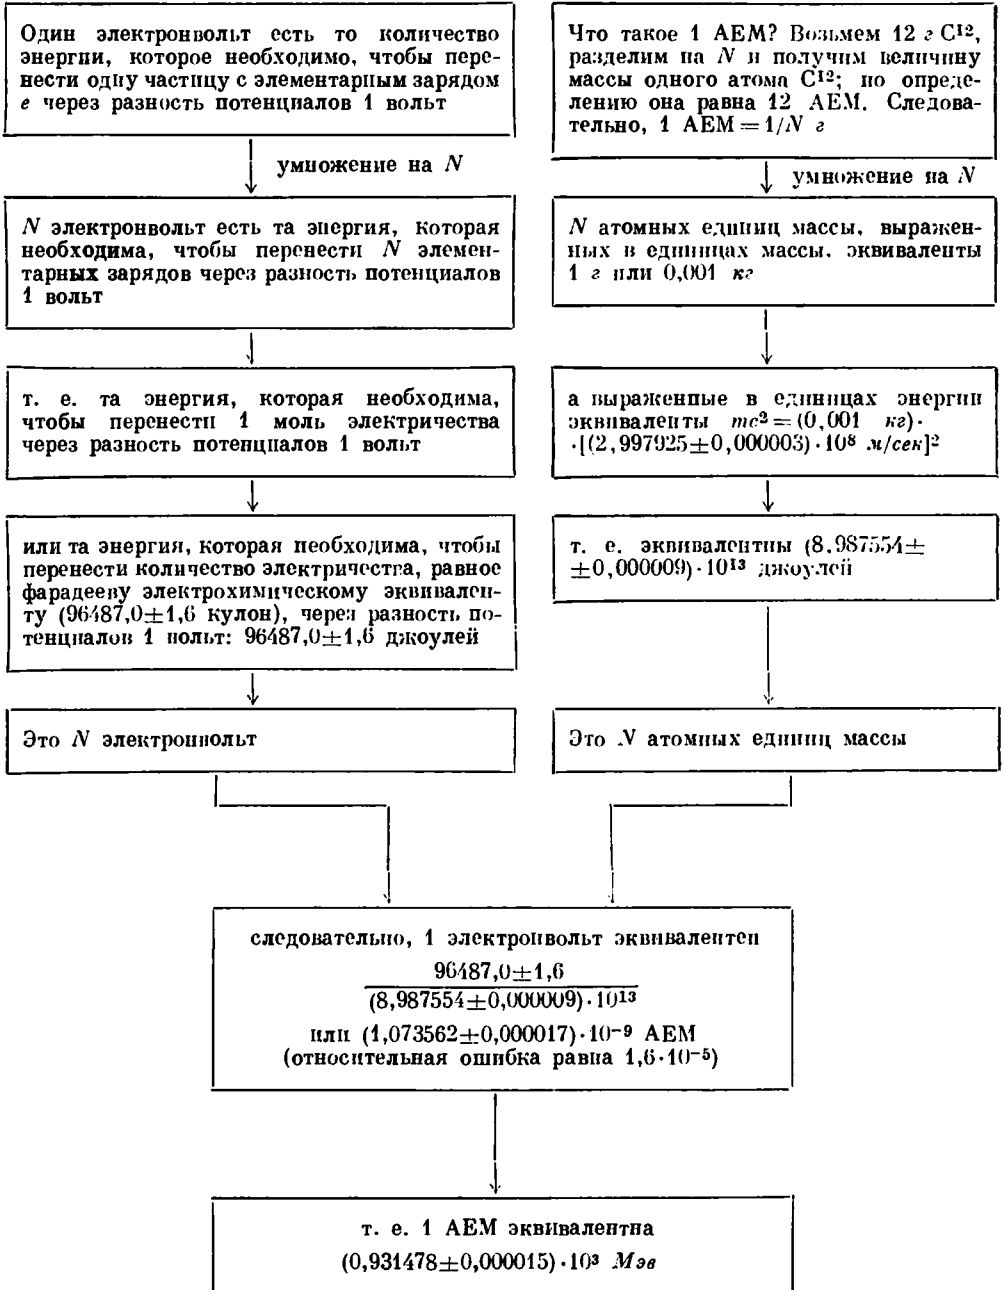 Один электронвольт есть то количество
энергии, которое необходимо, чтобы пере-
нести одну частицу с элементарным зарядом
e через разность потенциалов 1 вольт
умножение на N
N электронвольт есть та энергия, которая
необходима, чтобы перенести N элемен-
тарных зарядов через разность потенциалов
1 вольт
т. е. та энергия, которая необходима,
чтобы перенести 1 моль электричества
через разность потенциалов 1 вольт
или та энергия, которая необходима, чтобы
перенести количество электричества, равное
фарадееву электрохимическому эквивален-
ту (96487,0±1,6 кулон), через разность по-
тенциалов 1 вольт: 96487,0±1,6 джоулей
Это N электронвольт
Что такое 1 АЕМ? Возьмем 12 г C¹²,
разделим на N и получим величину
массы одного атома C¹²; по опреде-
лению она равна 12 АЕМ. Следова-
тельно, 1 АЕМ = 1/N г
умножение на N
N атомных единиц массы, выражен-
ных в единицах массы, эквиваленты
1 г или 0,001 кг
а выраженные в единицах энергии
эквиваленты mc² = (0,001 кг)·
·[(2,997925±0,000003)·10⁸ м/сек]²
т. е. эквивалентны (8,987554±
±0,000009)·10¹³ джоулей
Это N атомных единиц массы
следовательно, 1 электронвольт эквивалентен
96487,0±1,6
(8,987554±0,000009)·10¹³
или (1,073562±0,000017)·10⁻⁹ АЕМ
(относительная ошибка равна 1,6·10⁻⁵)
т. е. 1 АЕМ эквивалентна
(0,931478±0,000015)·10³ Мэв